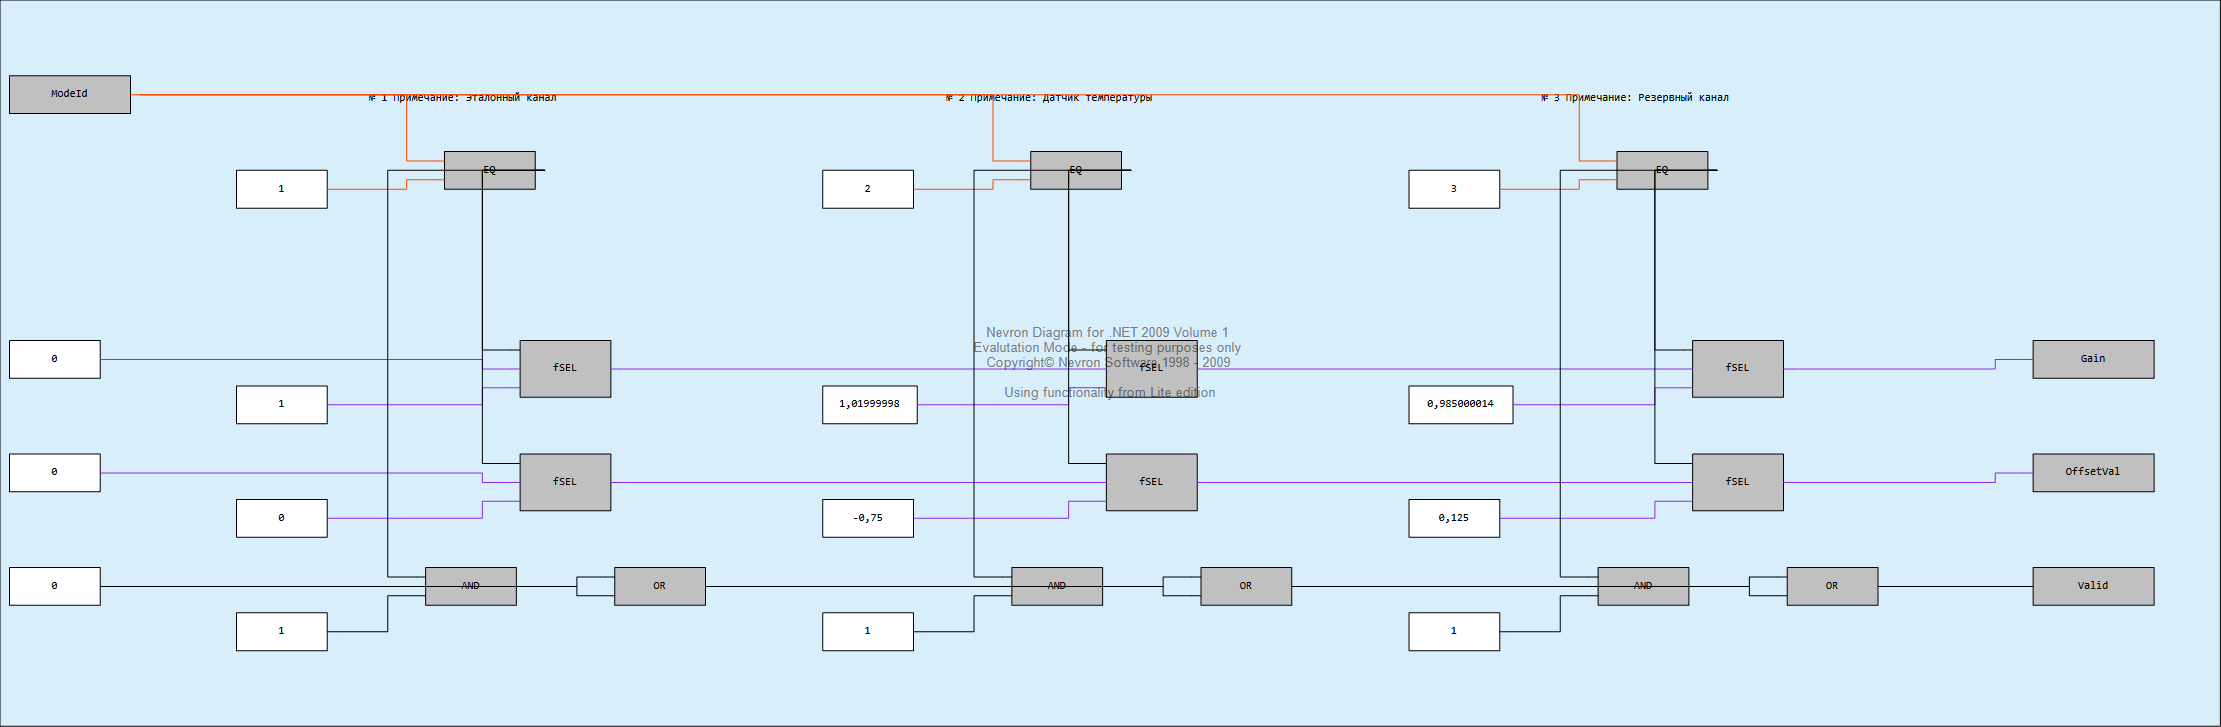 ModeId
№ 1 Примечание: Эталонный канал
№ 2 Примечание: Датчик температуры
№ 3 Примечание: Резервный канал
EQ
EQ
EQ
1
2
3
Nevron Diagram for .NET 2009 Volume 1
Evalutation Mode - for testing purposes only
Copyright© Nevron Software 1998 - 2009
Using functionality from Lite edition
0
fSEL
fSEL
fSEL
Gain
1
1,01999998
0,985000014
0
fSEL
fSEL
fSEL
OffsetVal
0
-0,75
0,125
0
AND
OR
AND
OR
AND
OR
Valid
1
1
1